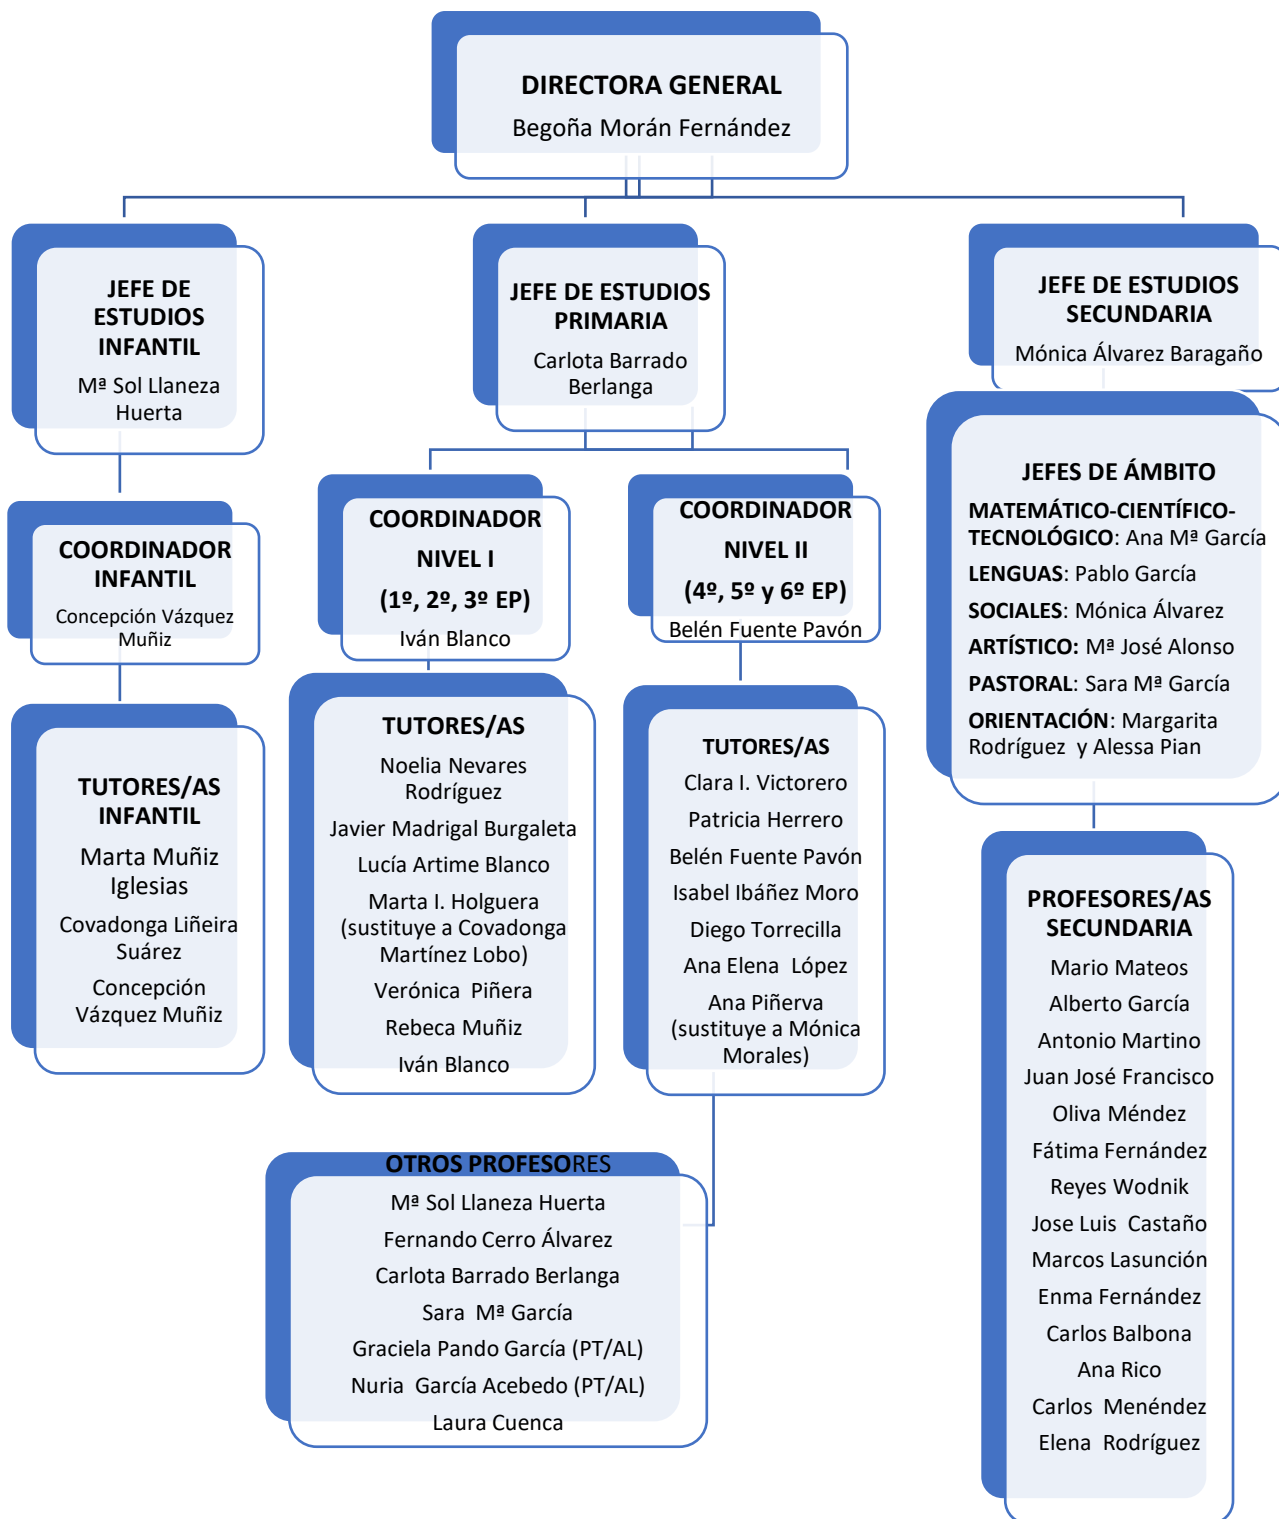 DIRECTORA GENERAL
Begoña Morán Fernández
JEFE DE
ESTUDIOS
INFANTIL
Mª Sol Llaneza
Huerta
JEFE DE ESTUDIOS
PRIMARIA
Carlota Barrado
Berlanga
JEFE DE ESTUDIOS
SECUNDARIA
Mónica Álvarez Baragaño
COORDINADOR
INFANTIL
Concepción Vázquez
Muñiz
COORDINADOR
NIVEL I
(1º, 2º, 3º EP)
Iván Blanco
COORDINADOR
NIVEL II
(4º, 5º y 6º EP)
Belén Fuente Pavón
JEFES DE ÁMBITO
MATEMÁTICO-CIENTÍFICO-
TECNOLÓGICO: Ana Mª García
LENGUAS: Pablo García
SOCIALES: Mónica Álvarez
ARTÍSTICO: Mª José Alonso
PASTORAL: Sara Mª García
ORIENTACIÓN: Margarita
Rodríguez y Alessa Pian
TUTORES/AS
INFANTIL
Marta Muñiz
Iglesias
Covadonga Liñeira
Suárez
Concepción
Vázquez Muñiz
TUTORES/AS
Noelia Nevares
Rodríguez
Javier Madrigal Burgaleta
Lucía Artime Blanco
Marta I. Holguera
(sustituye a Covadonga
Martínez Lobo)
Verónica Piñera
Rebeca Muñiz
Iván Blanco
TUTORES/AS
Clara I. Victorero
Patricia Herrero
Belén Fuente Pavón
Isabel Ibáñez Moro
Diego Torrecilla
Ana Elena López
Ana Piñerva
(sustituye a Mónica
Morales)
PROFESORES/AS
SECUNDARIA
Mario Mateos
Alberto García
Antonio Martino
Juan José Francisco
Oliva Méndez
Fátima Fernández
Reyes Wodnik
Jose Luis Castaño
Marcos Lasunción
Enma Fernández
Carlos Balbona
Ana Rico
Carlos Menéndez
Elena Rodríguez
OTROS PROFESORES
Mª Sol Llaneza Huerta
Fernando Cerro Álvarez
Carlota Barrado Berlanga
Sara Mª García
Graciela Pando García (PT/AL)
Nuria García Acebedo (PT/AL)
Laura Cuenca